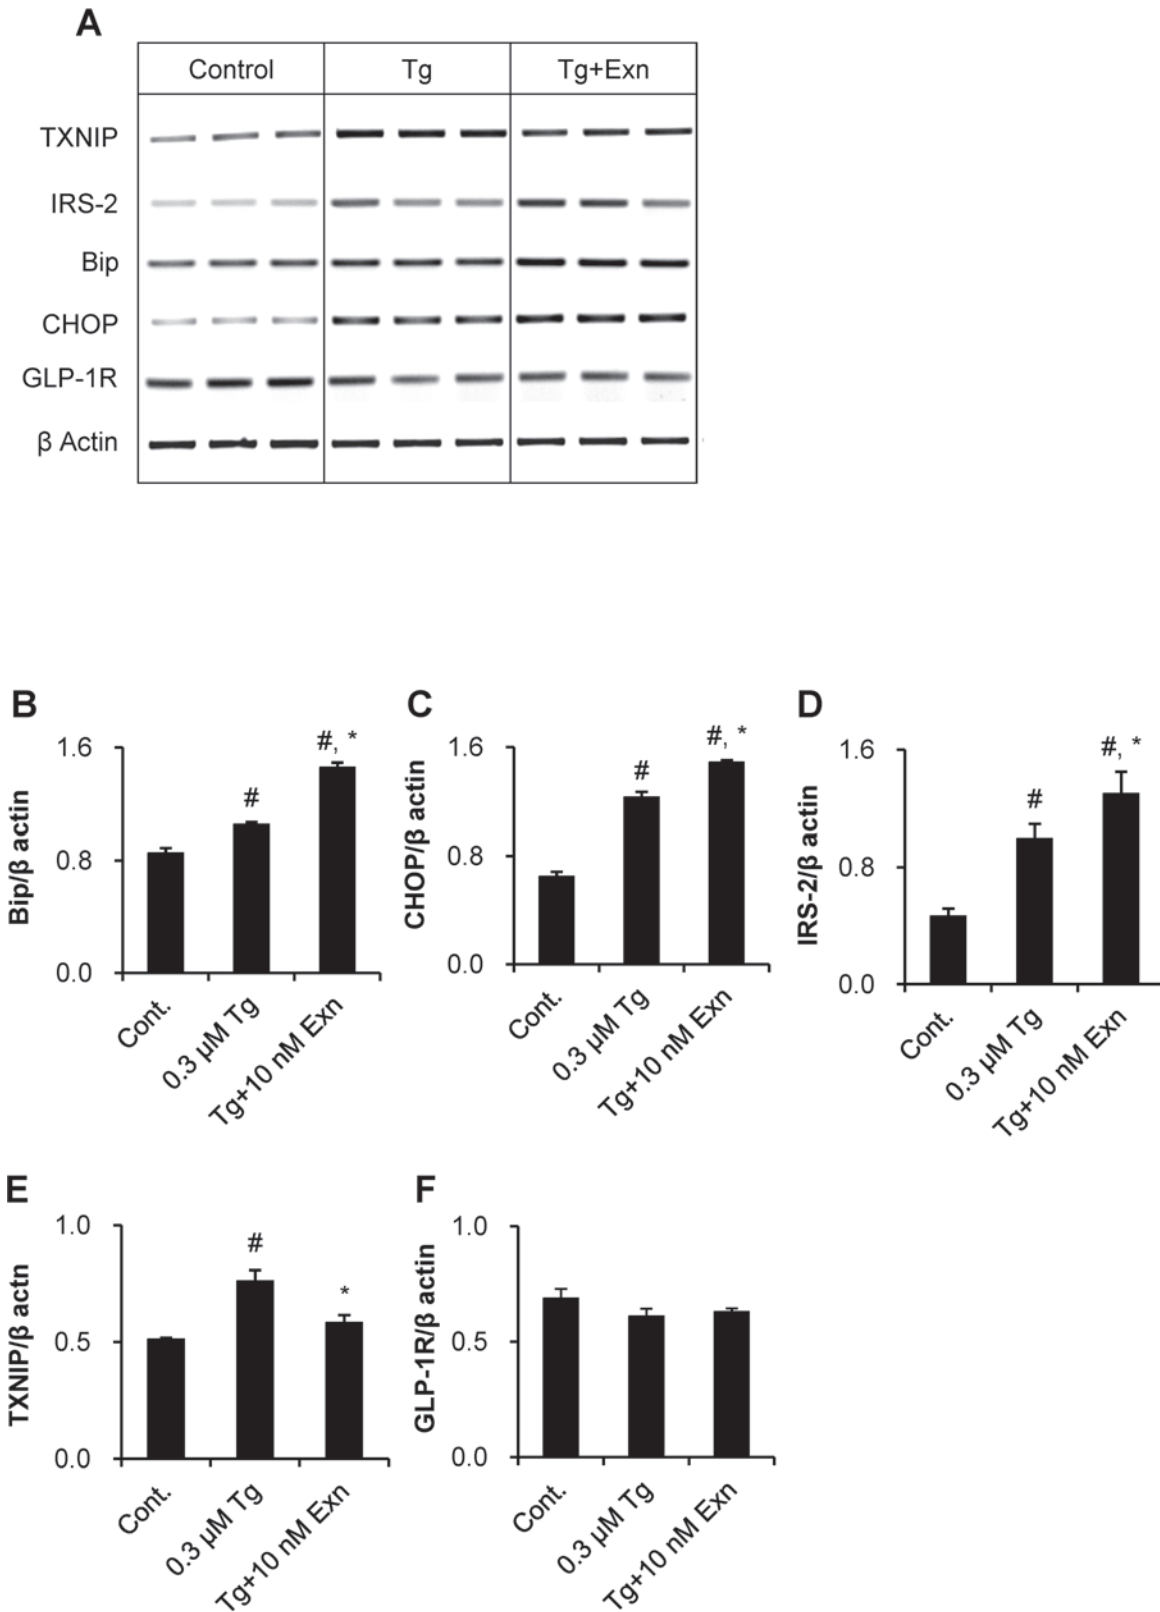 A
Control Tg Tg+Exn
TXNIP
IRS-2
Bip
CHOP
GLP-1R
β Actin
B
Bip/β actin
1.6
0.8
0.0
#
#, *
Cont.
0.3 µM Tg
Tg+10 nM Exn
C
CHOP/β actin
1.6
0.8
0.0
#
#, *
Cont.
0.3 µM Tg
Tg+10 nM Exn
D
IRS-2/β actin
1.6
0.8
0.0
#
#, *
Cont.
0.3 µM Tg
Tg+10 nM Exn
E
TXNIP/β actn
1.0
0.5
0.0
#
*
Cont.
0.3 µM Tg
Tg+10 nM Exn
F
GLP-1R/β actin
1.0
0.5
0.0
Cont.
0.3 µM Tg
Tg+10 nM Exn